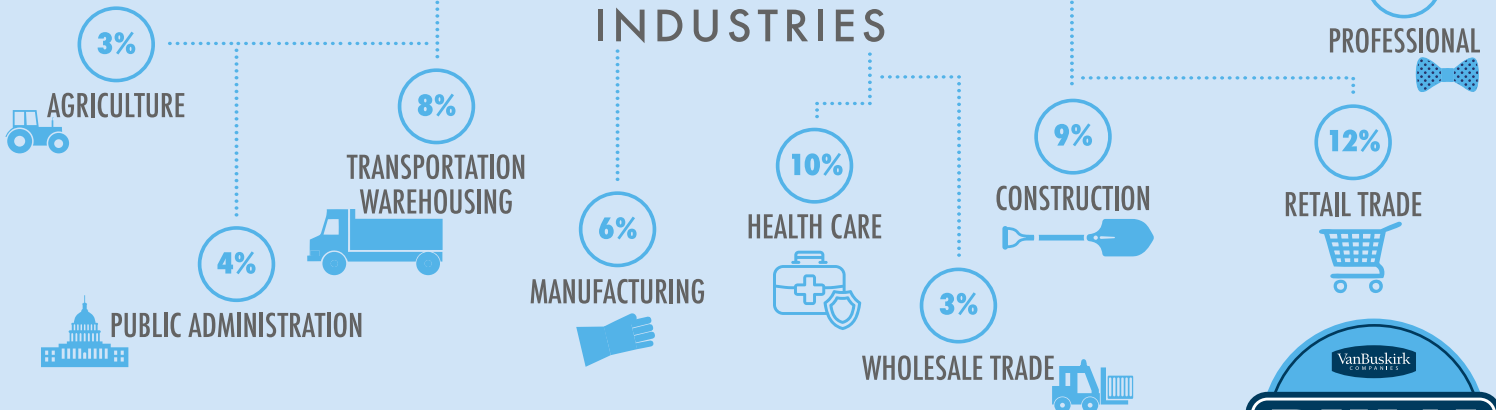 INDUSTRIES
3%
AGRICULTURE
4%
PUBLIC ADMINISTRATION
8%
TRANSPORTATION
WAREHOUSING
6%
MANUFACTURING
10%
HEALTH CARE
3%
WHOLESALE TRADE
9%
CONSTRUCTION
PROFESSIONAL
12%
RETAIL TRADE
VanBuskirk
COMPANIES